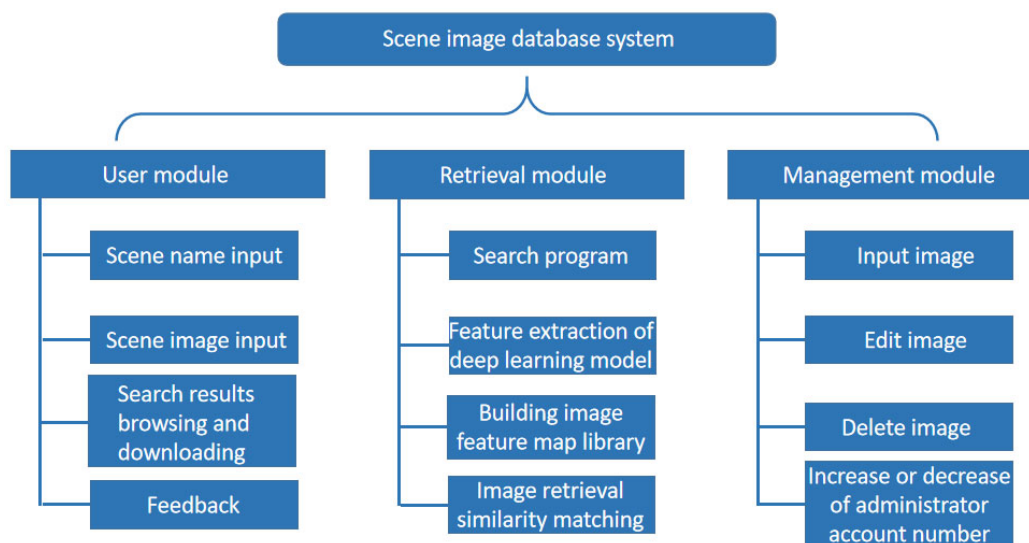 Scene image database system
User module
Scene name input
Scene image input
Search results
browsing and
downloading
Feedback
Retrieval module
Search program
Feature extraction of
deep learning model
Building image
feature map library
Image retrieval
similarity matching
Management module
Input image
Edit image
Delete image
Increase or decrease
of administrator
account number